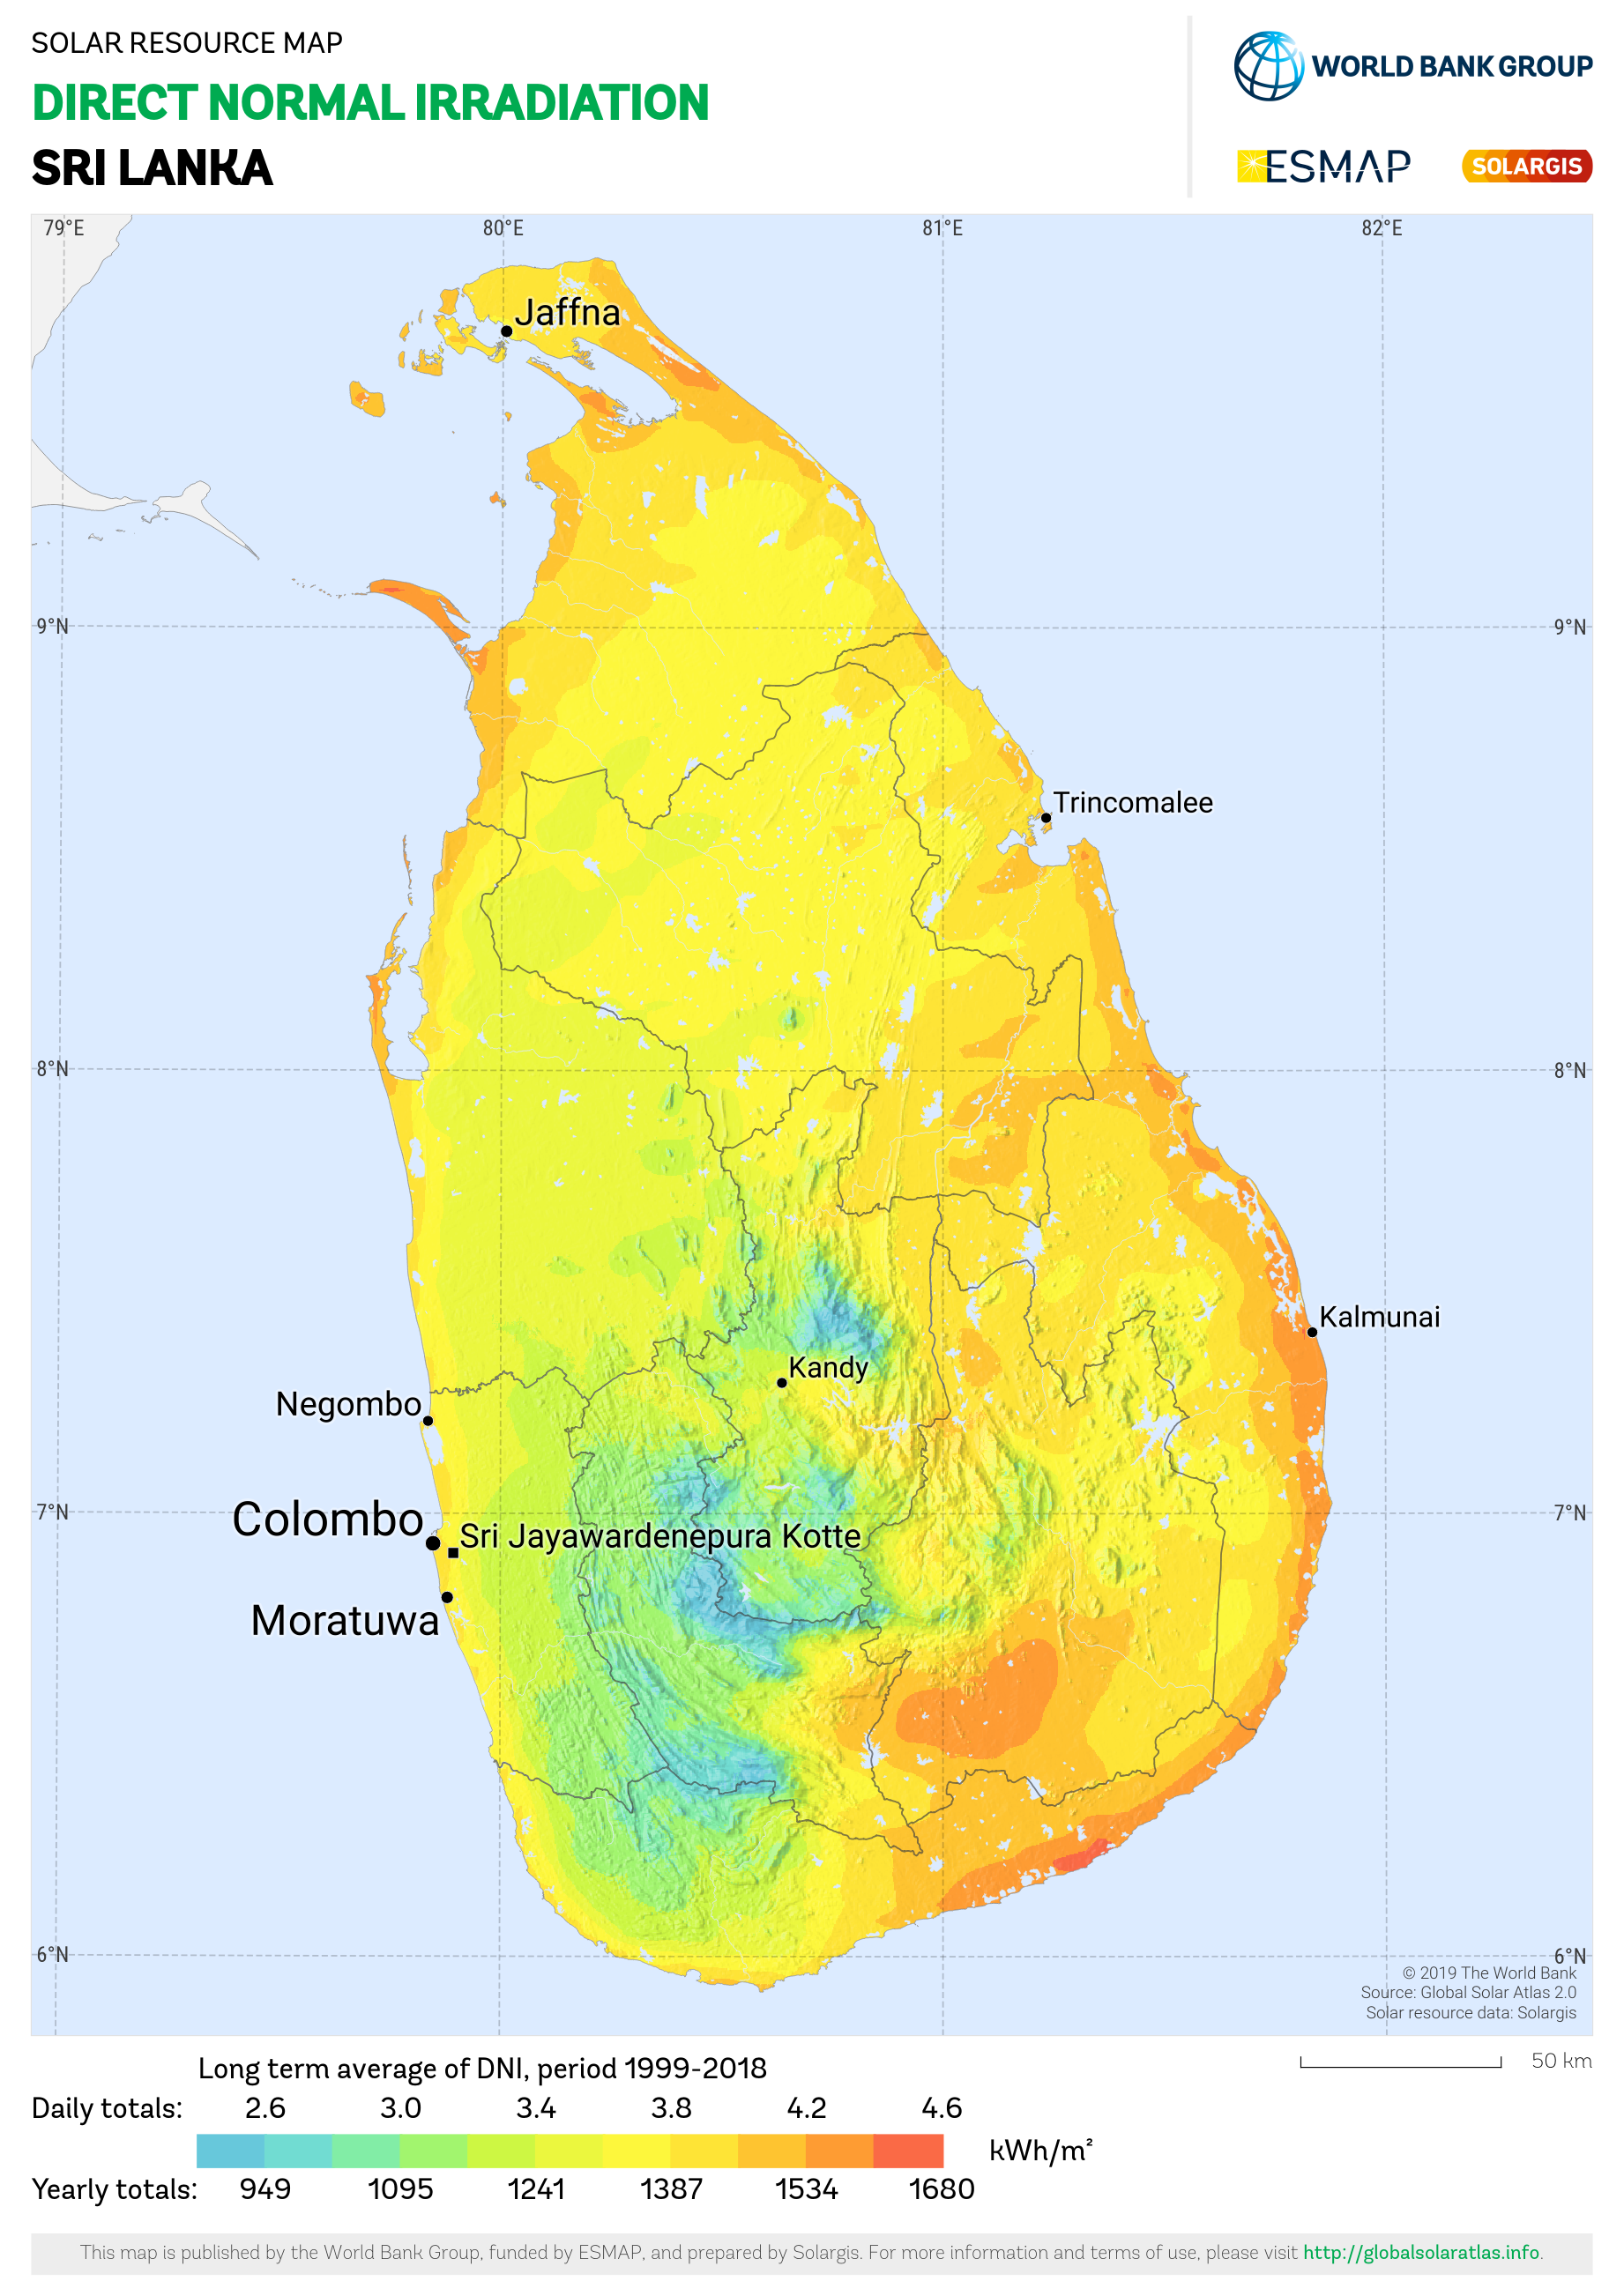 SOLAR RESOURCE MAP
DIRECT NORMAL IRRADIATION
SRI LANKA
WORLD BANK GROUP
ESMAP
SOLARGIS
79°E 80°E 81°E 82°E
Jaffna
9°N 9°N
Trincomalee
8°N 8°N
Kalmunai
Kandy
Negombo
7°N 7°N
Colombo
Sri Jayawardenepura Kotte
Moratuwa
6°N 6°N
© 2019 The World Bank
Source: Global Solar Atlas 2.0
Solar resource data: Solargis
50 km
Long term average of DNI, period 1999-2018
Daily totals: 2.6 3.0 3.4 3.8 4.2 4.6
kWh/m²
Yearly totals: 949 1095 1241 1387 1534 1680
This map is published by the World Bank Group, funded by ESMAP, and prepared by Solargis. For more information and terms of use, please visit http://globalsolaratlas.info.